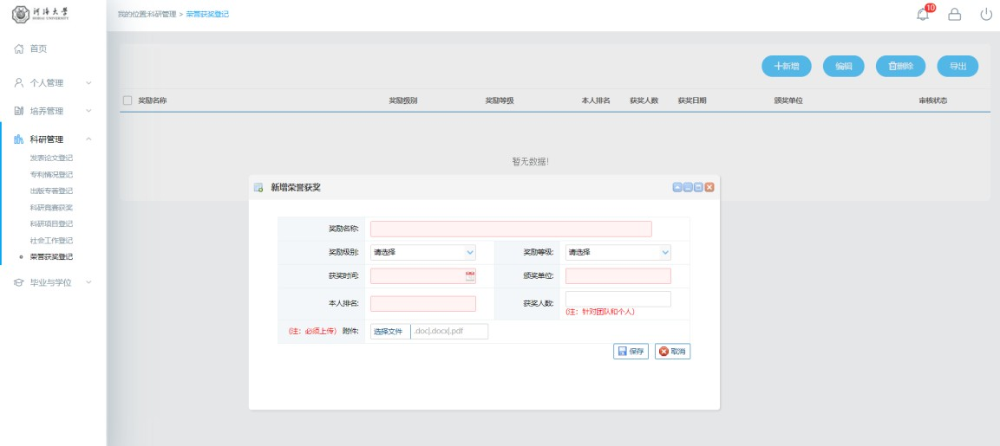 河海大学
HOHAI UNIVERSITY
我的位置:科研管理 > 荣誉获奖登记
10
首页
个人管理
培养管理
科研管理
发表论文登记
专利情况登记
出版专著登记
科研竞赛获奖
科研项目登记
社会工作登记
荣誉获奖登记
毕业与学位
新增 编辑 删除 导出
奖励名称 奖励级别 奖励等级 本人排名 获奖人数 获奖日期 颁奖单位 审核状态
暂无数据!
新增荣誉获奖
奖励名称:
奖励级别: 请选择 奖励等级: 请选择
获奖时间: 颁奖单位:
本人排名: 获奖人数:
(注：针对团队和个人)
(注：必须上传) 附件: 选择文件 .doc|.docx|.pdf
保存 取消